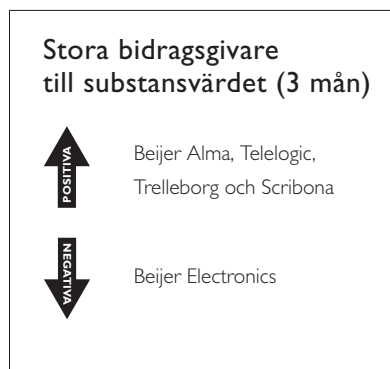 Stora bidragsgivare
till substansvärdet (3 mån)
POSITIVA
Beijer Alma, Telelogic,
Trelleborg och Scribona
NEGATIVA
Beijer Electronics